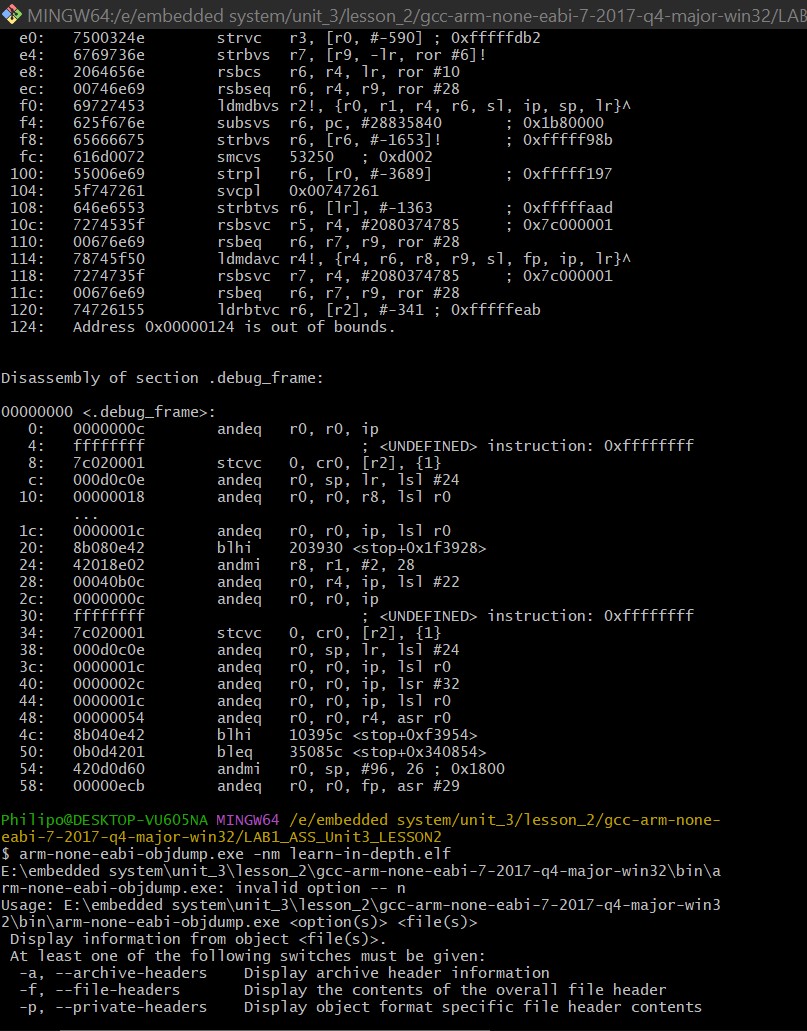 MINGW64:/e/embedded system/unit_3/lesson_2/gcc-arm-none-eabi-7-2017-q4-major-win32/LAB
e0: 7500324e strvc r3, [r0, #-590] ; 0xfffffdb2
e4: 6769736e strbvs r7, [r9, -lr, ror #6]!
e8: 2064656e rsbcs r6, r4, lr, ror #10
ec: 00746e69 rsbseq r6, r4, r9, ror #28
f0: 69727453 ldmdbvs r2!, {r0, r1, r4, r6, sl, ip, sp, lr}^
f4: 625f676e subsvs r6, pc, #28835840 ; 0x1b80000
f8: 65666675 strbvs r6, [r6, #-1653]! ; 0xfffff98b
fc: 616d0072 smcvs 53250 ; 0xd002
100: 55006e69 strpl r6, [r0, #-3689] ; 0xfffff197
104: 5f747261 svcpl 0x00747261
108: 646e6553 strbtvs r6, [lr], #-1363 ; 0xfffffaad
10c: 7274535f rsbsvc r5, r4, #2080374785 ; 0x7c000001
110: 00676e69 rsbeq r6, r7, r9, ror #28
114: 78745f50 ldmdavc r4!, {r4, r6, r8, r9, sl, fp, ip, lr}^
118: 7274735f rsbsvc r7, r4, #2080374785 ; 0x7c000001
11c: 00676e69 rsbeq r6, r7, r9, ror #28
120: 74726155 ldrbtvc r6, [r2], #-341 ; 0xfffffeab
124: Address 0x00000124 is out of bounds.
Disassembly of section .debug_frame:
00000000 <.debug_frame>:
0: 0000000c andeq r0, r0, ip
4: ffffffff ; <UNDEFINED> instruction: 0xffffffff
8: 7c020001 stcvc 0, cr0, [r2], {1}
c: 000d0c0e andeq r0, sp, lr, lsl #24
10: 00000018 andeq r0, r0, r8, lsl r0
...
1c: 0000001c andeq r0, r0, ip, lsl r0
20: 8b080e42 blhi 203930 <stop+0x1f3928>
24: 42018e02 andmi r8, r1, #2, 28
28: 00040b0c andeq r0, r4, ip, lsl #22
2c: 0000000c andeq r0, r0, ip
30: ffffffff ; <UNDEFINED> instruction: 0xffffffff
34: 7c020001 stcvc 0, cr0, [r2], {1}
38: 000d0c0e andeq r0, sp, lr, lsl #24
3c: 0000001c andeq r0, r0, ip, lsl r0
40: 0000002c andeq r0, r0, ip, lsr #32
44: 0000001c andeq r0, r0, ip, lsl r0
48: 00000054 andeq r0, r0, r4, asr r0
4c: 8b040e42 blhi 10395c <stop+0xf3954>
50: 0b0d4201 bleq 35085c <stop+0x340854>
54: 420d0d60 andmi r0, sp, #96, 26 ; 0x1800
58: 00000ecb andeq r0, r0, fp, asr #29
Philipo@DESKTOP-VU6O5NA MINGW64 /e/embedded system/unit_3/lesson_2/gcc-arm-none-
eabi-7-2017-q4-major-win32/LAB1_ASS_Unit3_LESSON2
$ arm-none-eabi-objdump.exe -nm learn-in-depth.elf
E:\embedded system\unit_3\lesson_2\gcc-arm-none-eabi-7-2017-q4-major-win32\bin\a
rm-none-eabi-objdump.exe: invalid option -- n
Usage: E:\embedded system\unit_3\lesson_2\gcc-arm-none-eabi-7-2017-q4-major-win3
2\bin\arm-none-eabi-objdump.exe <option(s)> <file(s)>
Display information from object <file(s)>.
At least one of the following switches must be given:
-a, --archive-headers Display archive header information
-f, --file-headers Display the contents of the overall file header
-p, --private-headers Display object format specific file header contents